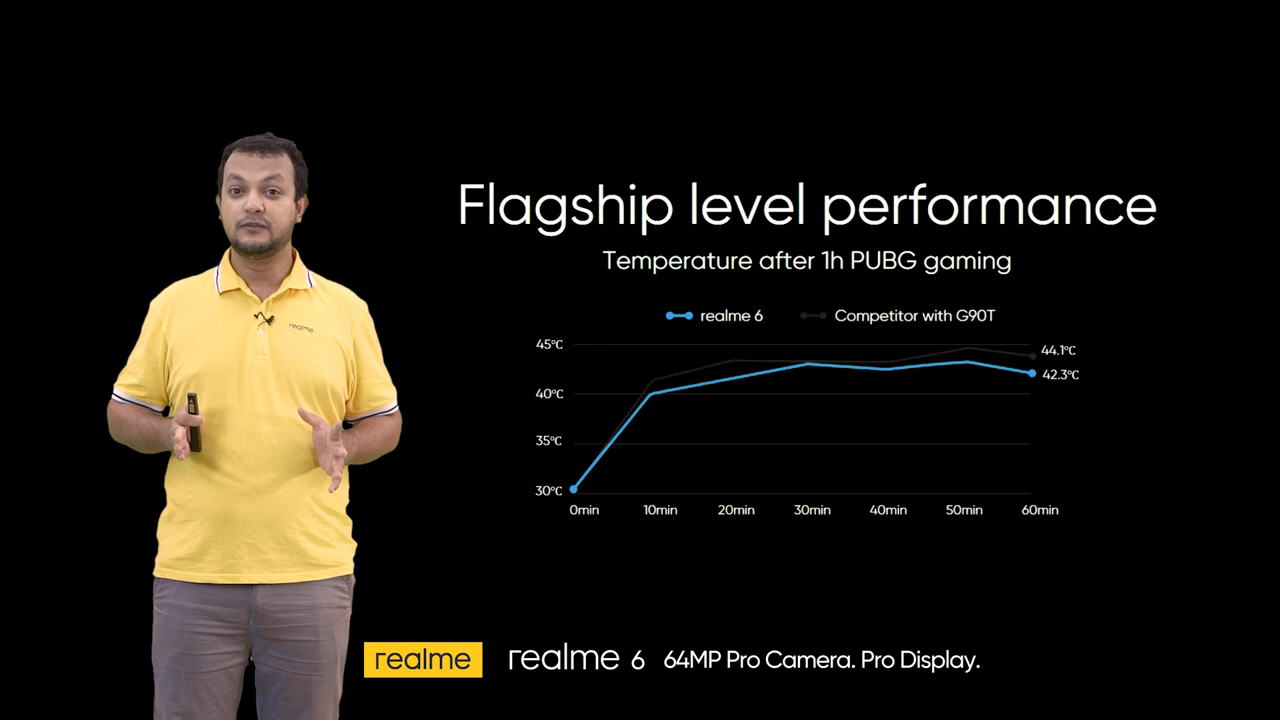 Flagship level performance
Temperature after 1h PUBG gaming
realme 6
Competitor with G90T
45°C
40°C
35°C
30°C
44.1°C
42.3°C
0min 10min 20min 30min 40min 50min 60min
realme
realme realme 6 64MP Pro Camera. Pro Display.